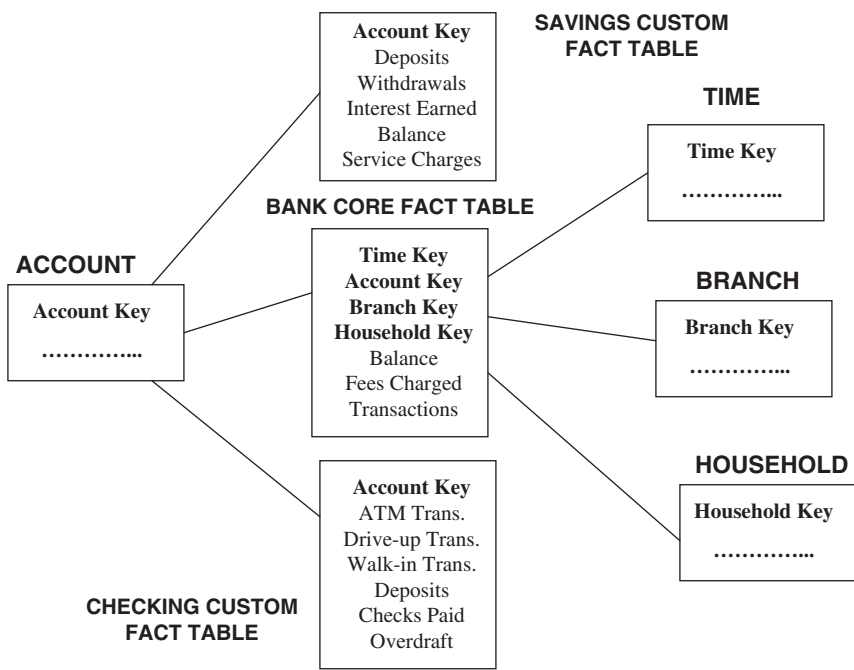 SAVINGS CUSTOM
FACT TABLE
Account Key
Deposits
Withdrawals
Interest Earned
Balance
Service Charges
TIME
Time Key
................
BANK CORE FACT TABLE
Time Key
Account Key
Branch Key
Household Key
Balance
Fees Charged
Transactions
ACCOUNT
Account Key
................
BRANCH
Branch Key
................
HOUSEHOLD
Household Key
................
Account Key
ATM Trans.
Drive-up Trans.
Walk-in Trans.
Deposits
Checks Paid
Overdraft
CHECKING CUSTOM
FACT TABLE